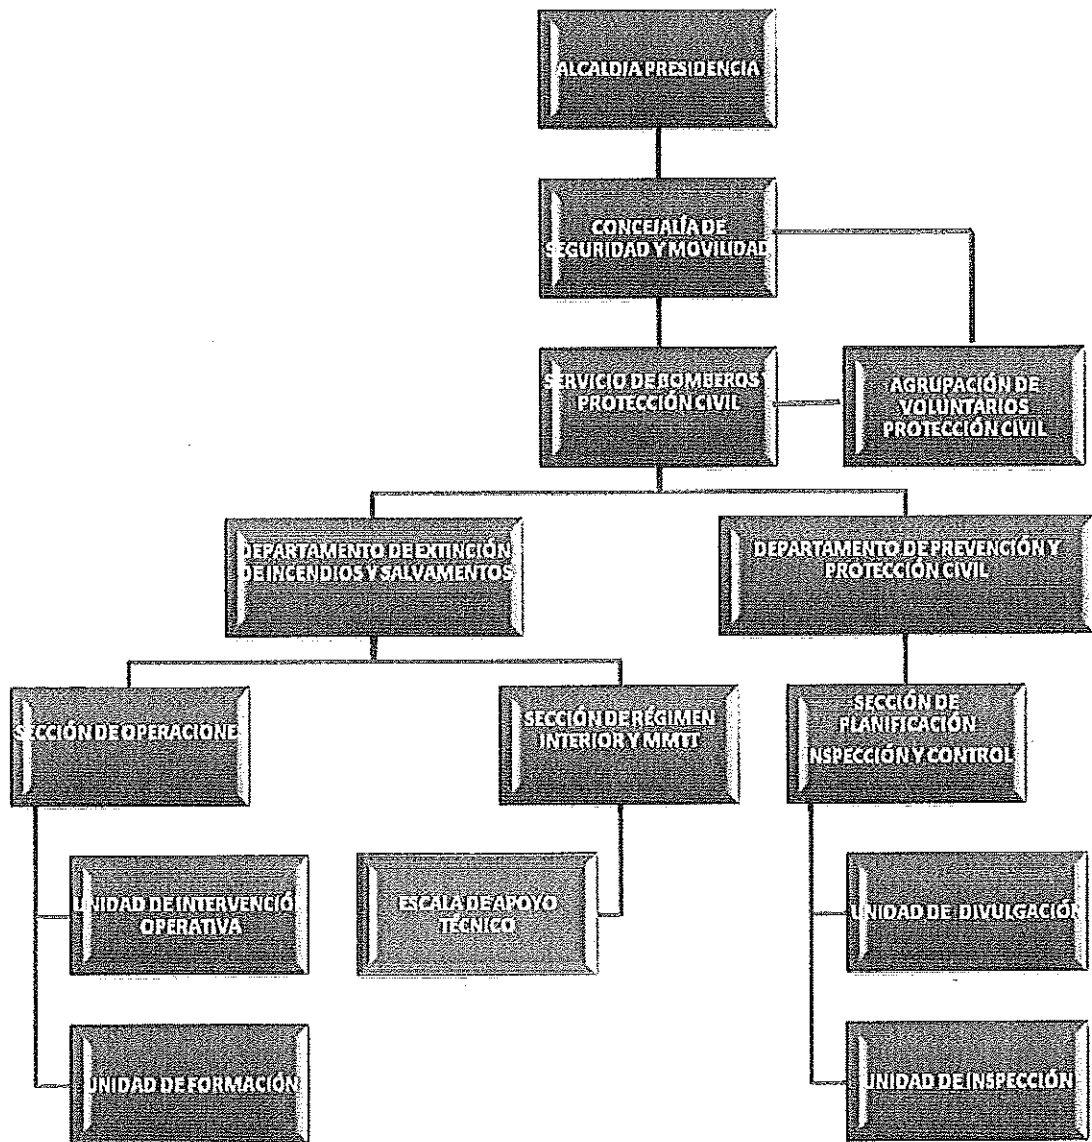 ALCALDIA PRESIDENCIA
CONCEJALÍA DE
SEGURIDAD Y MOVILIDAD
SERVICIO DE BOMBEROS Y
PROTECCIÓN CIVIL
AGRUPACIÓN DE
VOLUNTARIOS
PROTECCIÓN CIVIL
DEPARTAMENTO DE EXTINCIÓN
DE INCENDIOS Y SALVAMENTOS
DEPARTAMENTO DE PREVENCIÓN Y
PROTECCIÓN CIVIL
SECCIÓN DE OPERACIONES
SECCIÓN DE RÉGIMEN
INTERIOR Y MMTT
SECCIÓN DE
PLANIFICACIÓN
INSPECCIÓN Y CONTROL
UNIDAD DE INTERVENCIÓN
OPERATIVA
ESCALA DE APOYO
TÉCNICO
UNIDAD DE DIVULGACIÓN
UNIDAD DE FORMACIÓN
UNIDAD DE INSPECCIÓN